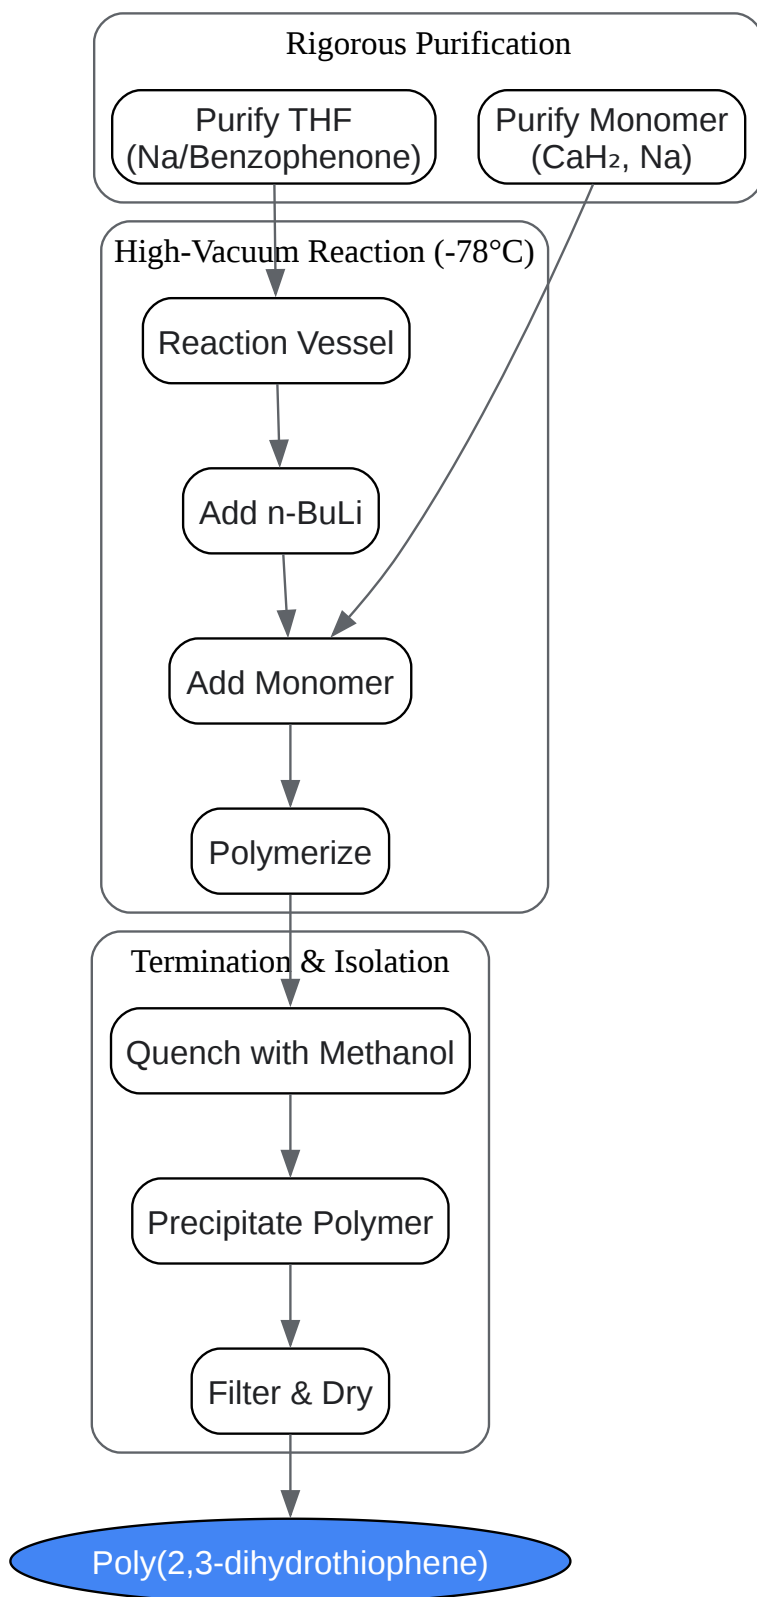 Rigorous Purification
Purify THF
(Na/Benzophenone)
Purify Monomer
(CaH₂, Na)
High-Vacuum Reaction (-78°C)
Reaction Vessel
Add n-BuLi
Add Monomer
Polymerize
Termination & Isolation
Quench with Methanol
Precipitate Polymer
Filter & Dry
Poly(2,3-dihydrothiophene)